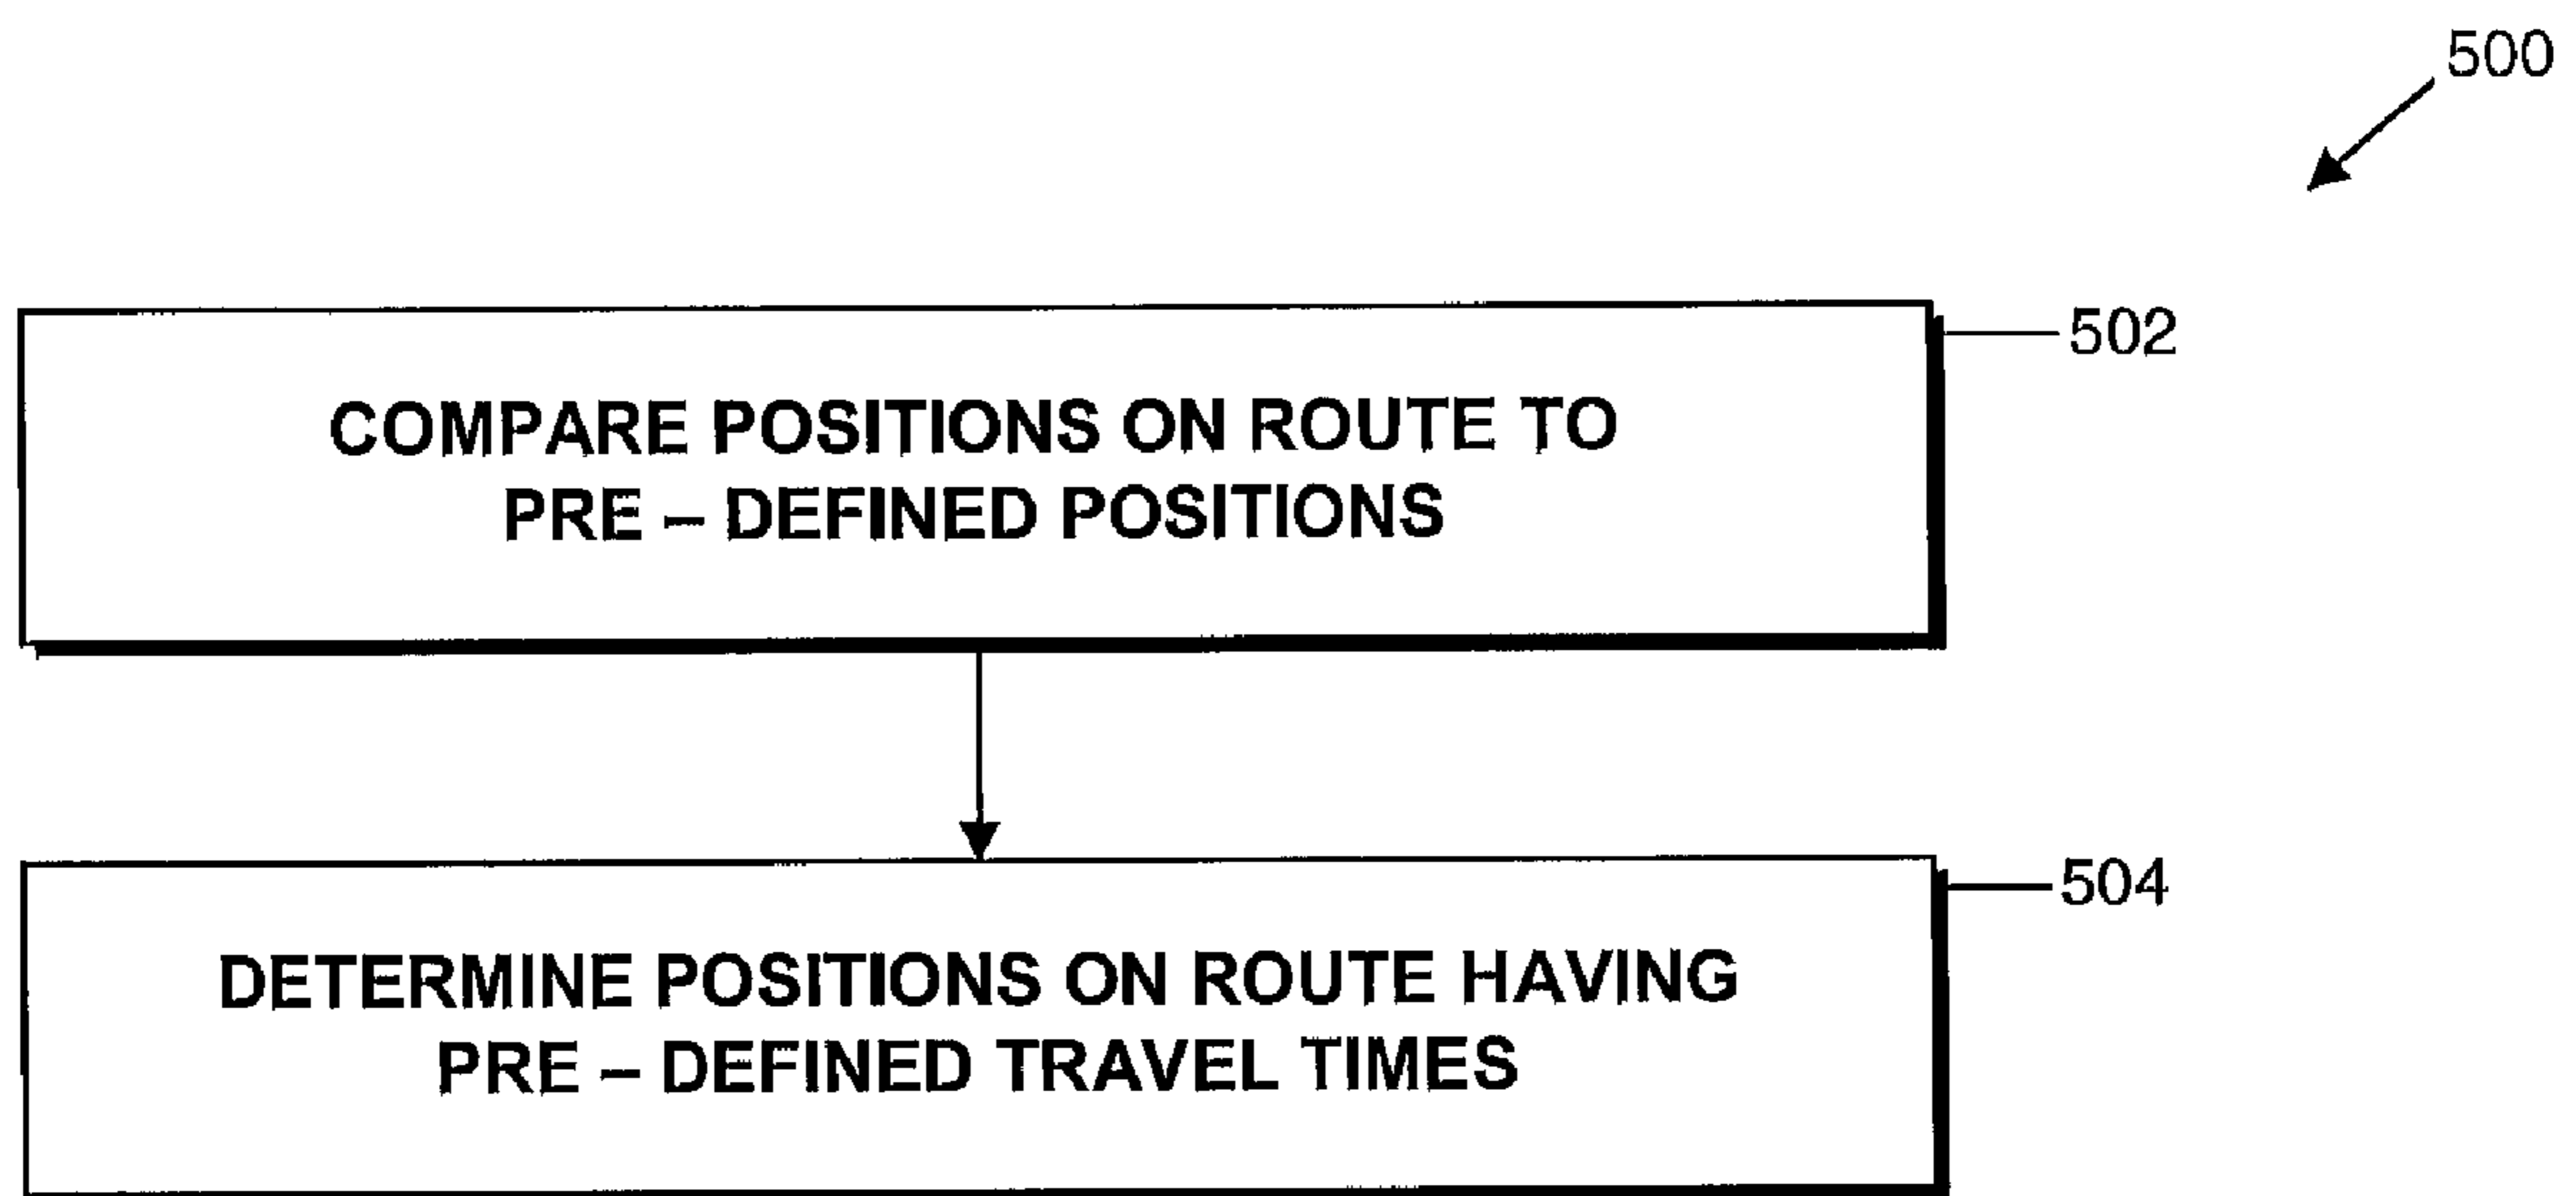 500
502
COMPARE POSITIONS ON ROUTE TO
PRE – DEFINED POSITIONS
504
DETERMINE POSITIONS ON ROUTE HAVING
PRE – DEFINED TRAVEL TIMES